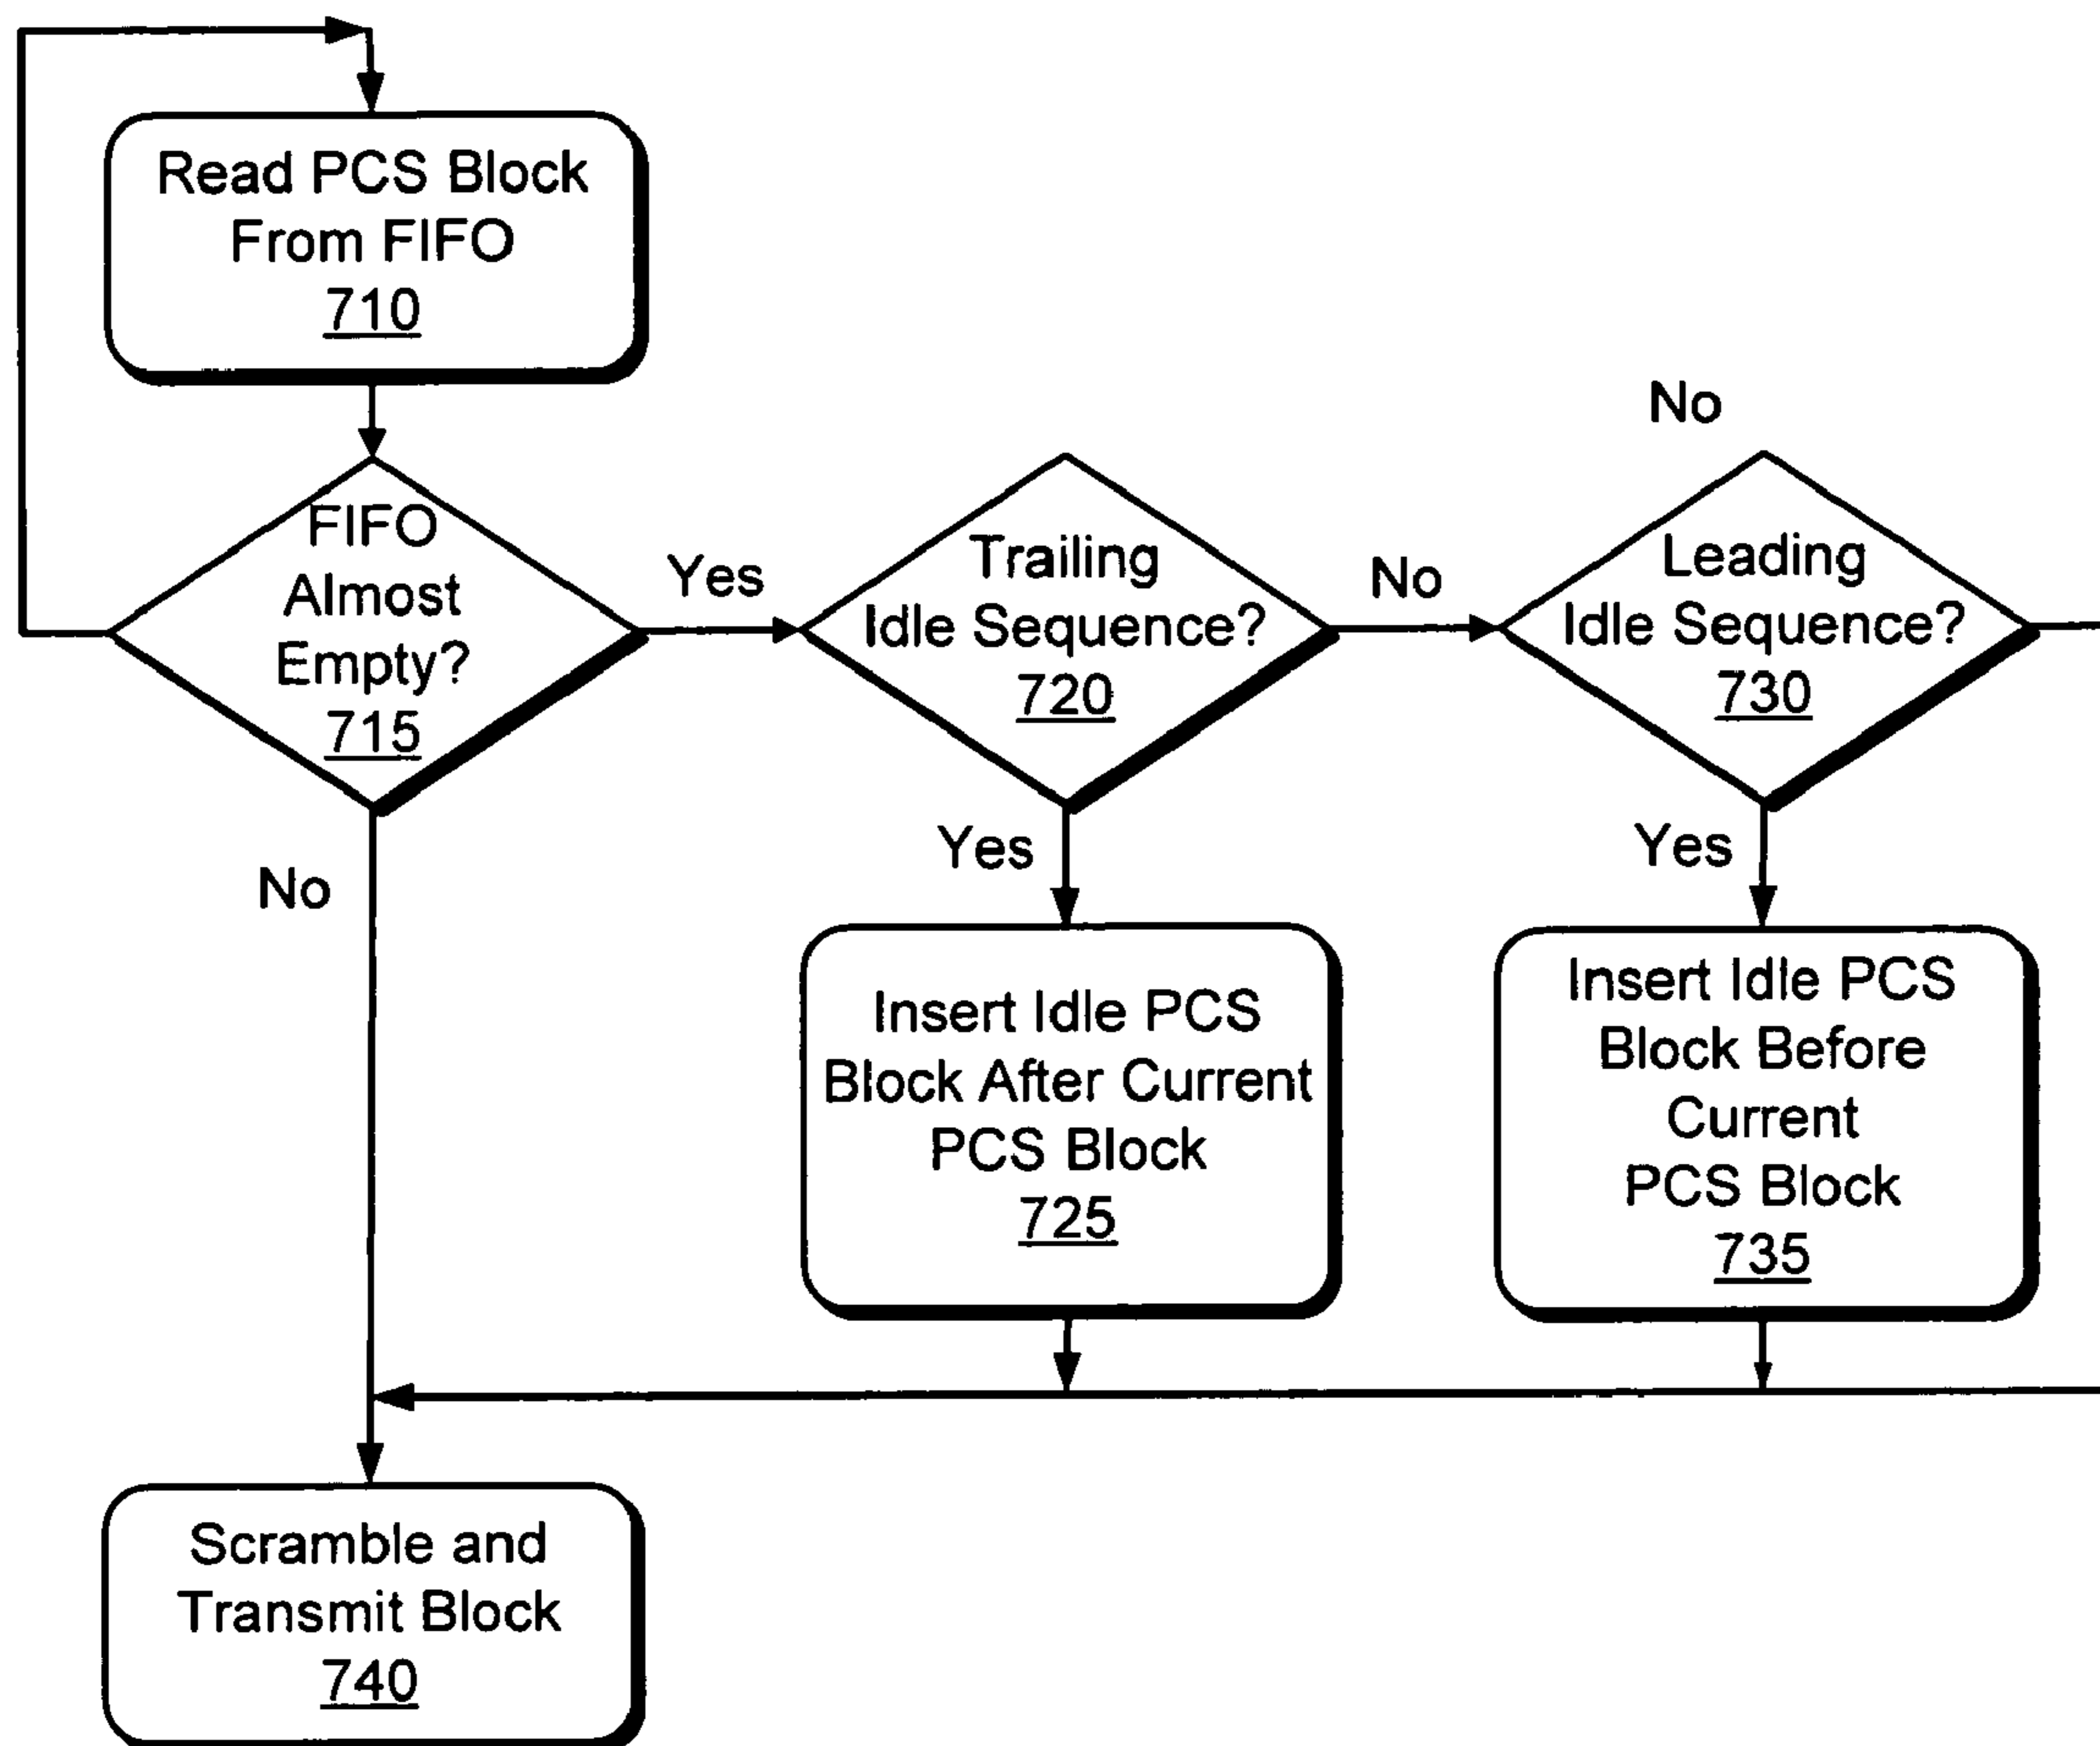 Read PCS Block
From FIFO
710
FIFO
Almost
Empty?
715
Yes
No
Trailing
Idle Sequence?
720
No
Yes
No
Leading
Idle Sequence?
730
Yes
Insert Idle PCS
Block After Current
PCS Block
725
Insert Idle PCS
Block Before
Current
PCS Block
735
Scramble and
Transmit Block
740